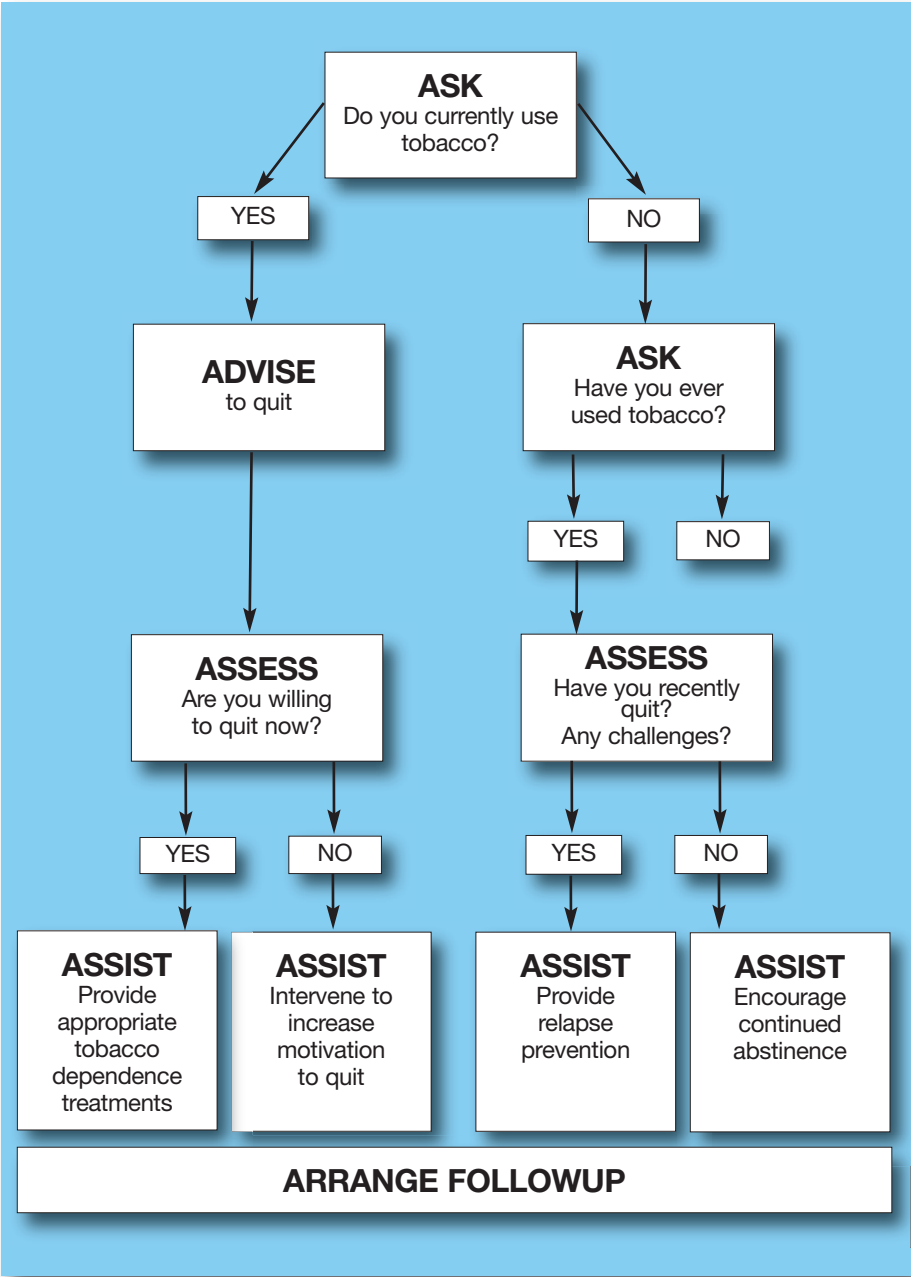 ASK
Do you currently use
tobacco?
YES
NO
ADVISE
to quit
ASK
Have you ever
used tobacco?
YES
NO
ASSESS
Are you willing
to quit now?
ASSESS
Have you recently
quit?
Any challenges?
YES
NO
YES
NO
ASSIST
Provide
appropriate
tobacco
dependence
treatments
ASSIST
Intervene to
increase
motivation
to quit
ASSIST
Provide
relapse
prevention
ASSIST
Encourage
continued
abstinence
ARRANGE FOLLOWUP